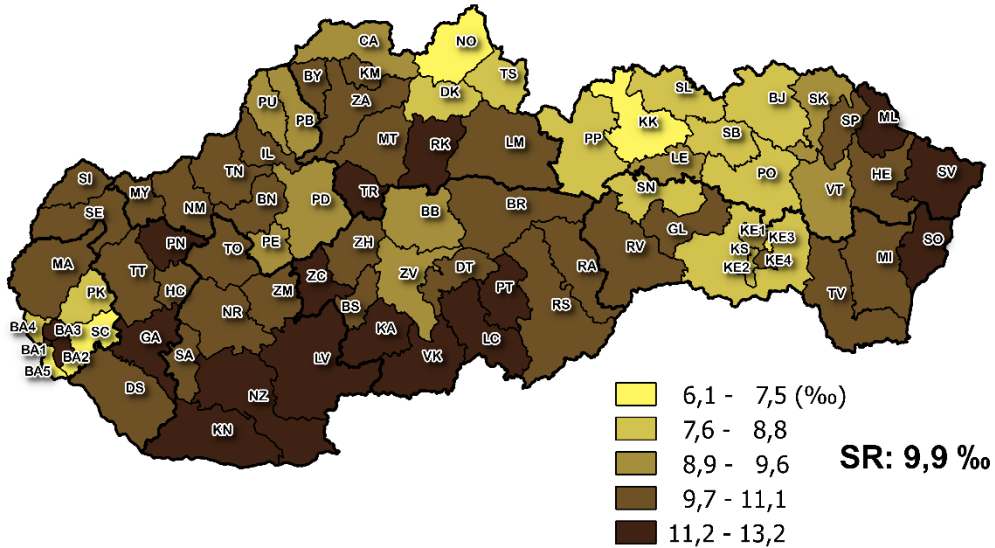 CA
NO
BY
KM
TS
PU
PB
ZA
DK
SL
BJ
SK
SP
ML
KK
PP
SB
MT
RK
LM
IL
LE
TN
SI
MY
NM
BN
TR
PD
SN
PO
VT
HE
SV
SE
BB
BR
PN
TO
PE
ZH
RV
GL
KE1
KE3
SO
MA
TT
ZC
ZV
DT
RA
KS
KE2
KE4
MI
PK
HC
ZM
NR
BS
PT
RS
TV
BA4
BA3
SC
GA
KA
BA1
BA2
SA
LV
VK
LC
BA5
DS
NZ
KN
6,1 - 7,5 (‰)
7,6 - 8,8
8,9 - 9,6
SR: 9,9 ‰
9,7 - 11,1
11,2 - 13,2